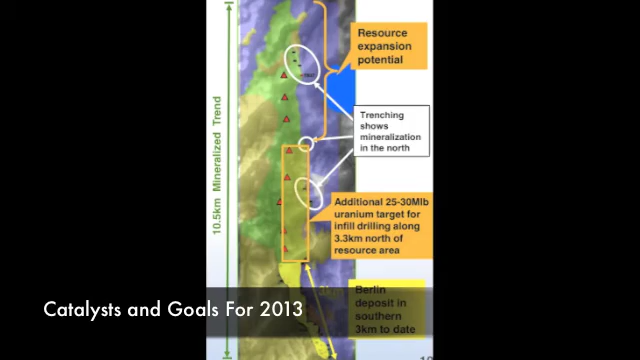 Resource
expansion
potential
Trenching
shows
mineralization
in the north
10.5km Mineralized Trend
Additional 25-30Mlb
uranium target for
infill drilling along
3.3km north of
resource area
3km
Berlin
deposit in
southern
3km to date
Catalysts and Goals For 2013